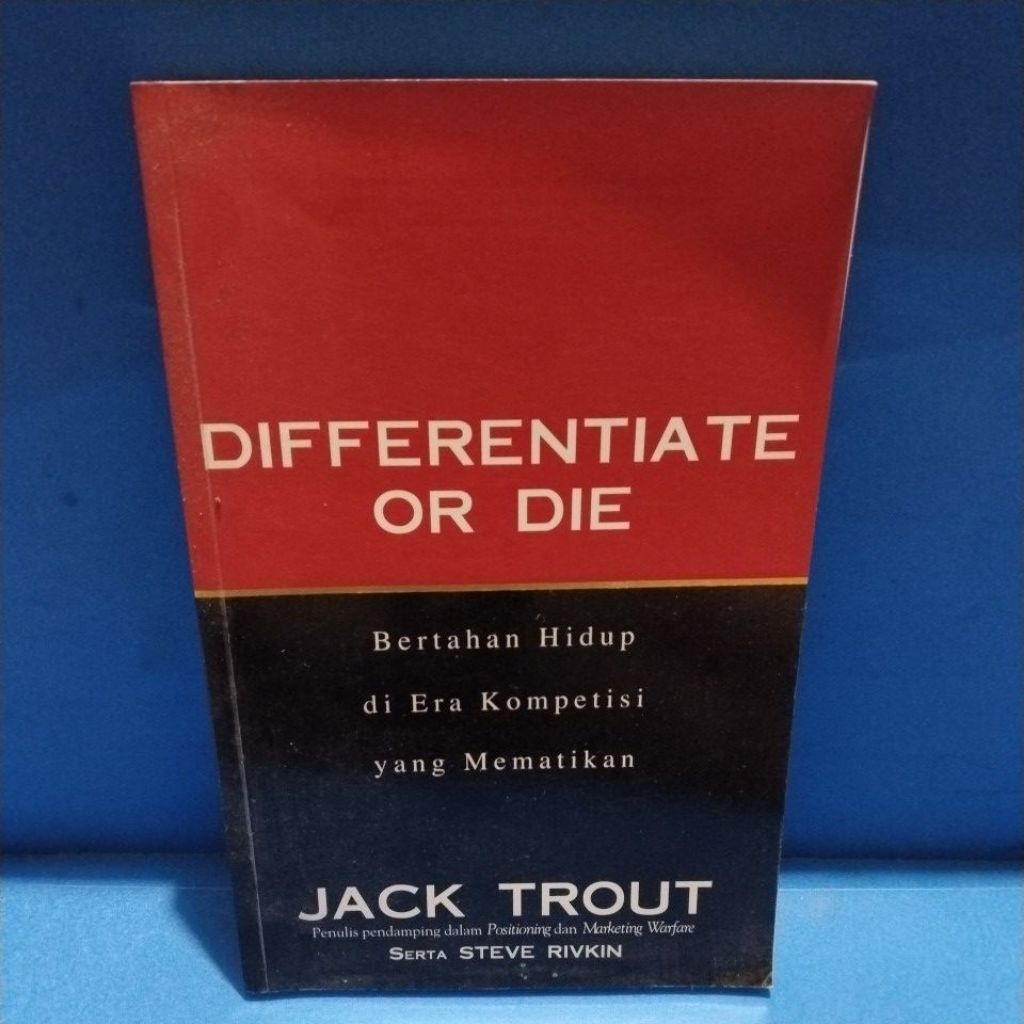 DIFFERENTIATE
OR DIE
Bertahan Hidup
di Era Kompetisi
yang Mematikan
JACK TROUT
Penulis pendamping dalam Positioning dan Marketing Warfare
SERTA STEVE RIVKIN